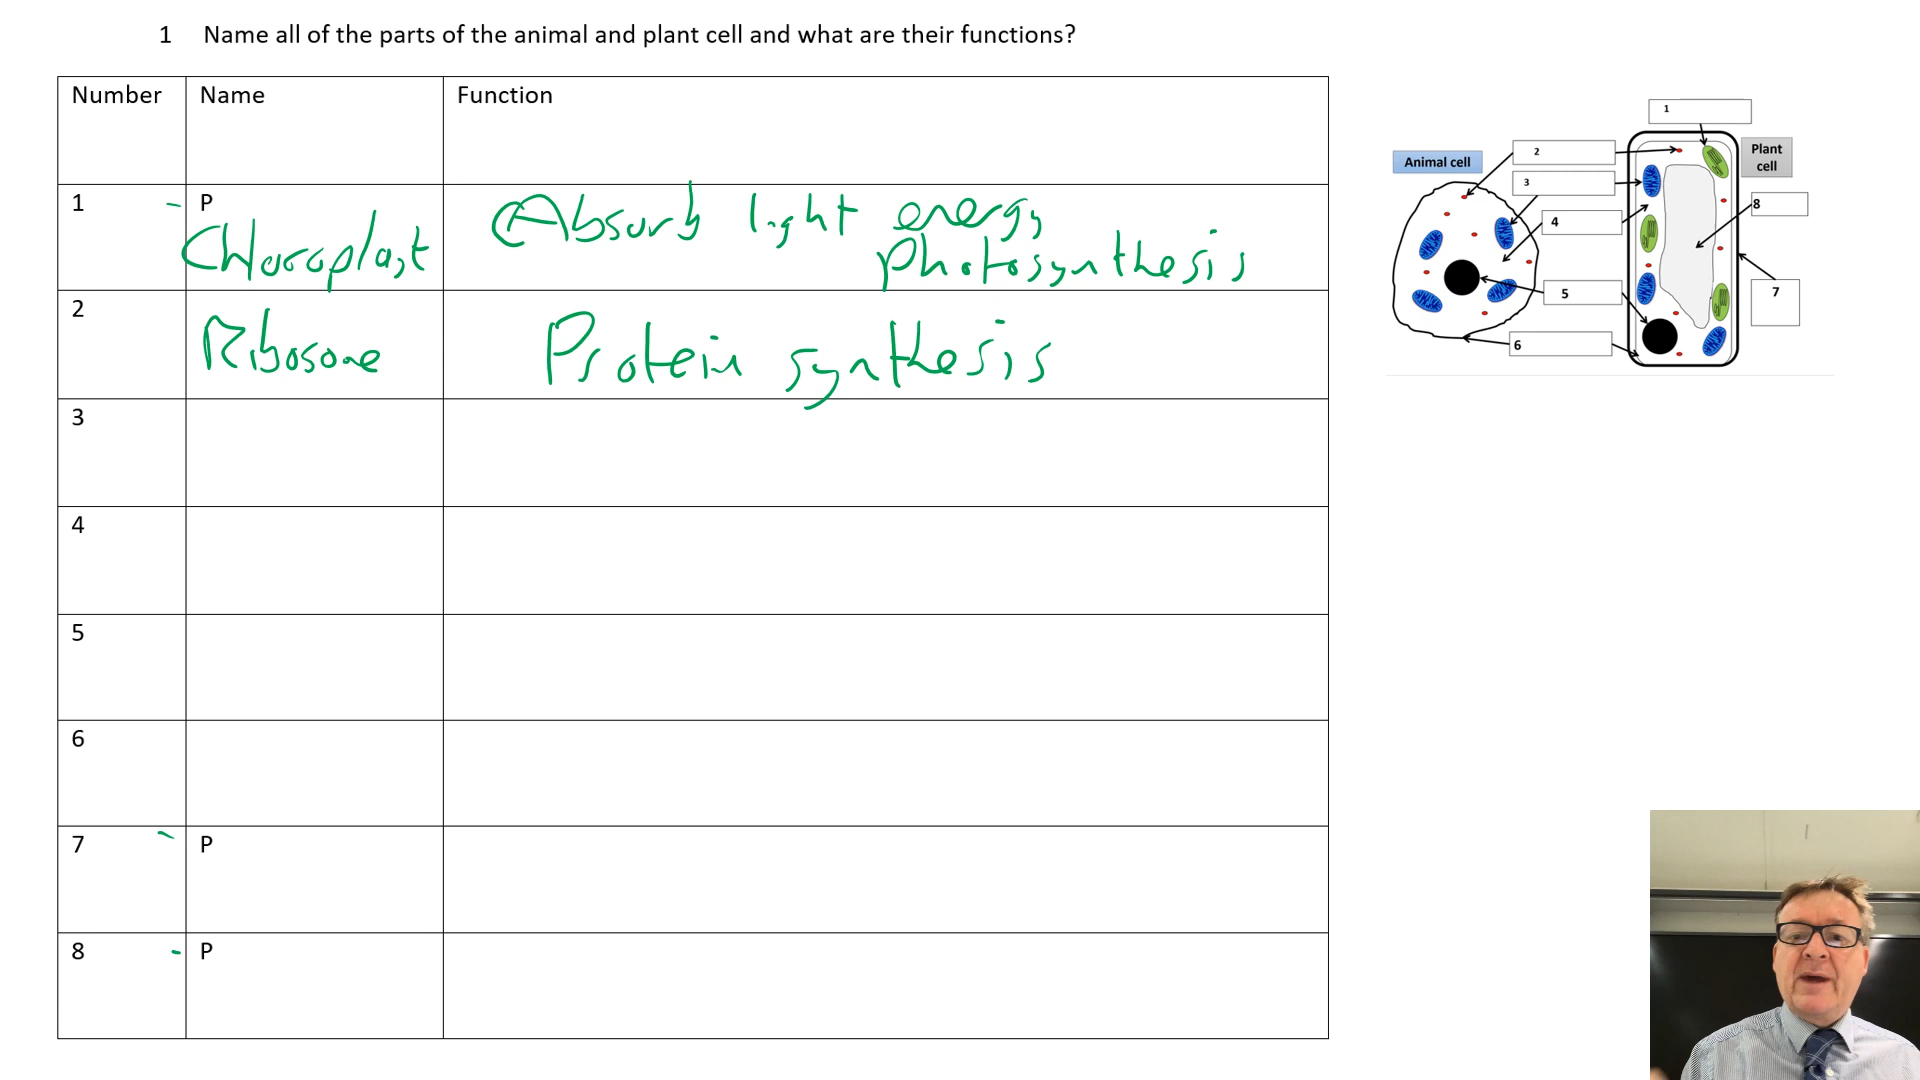 1 Name all of the parts of the animal and plant cell and what are their functions?
Number Name Function
1 P
Chloroplast Absorb light energy
photosynthesis
2
Ribosome Protein synthesis
3
4
5
6
7 P
8 P
1
2
3
4
5
6
7
8
Animal cell
Plant
cell